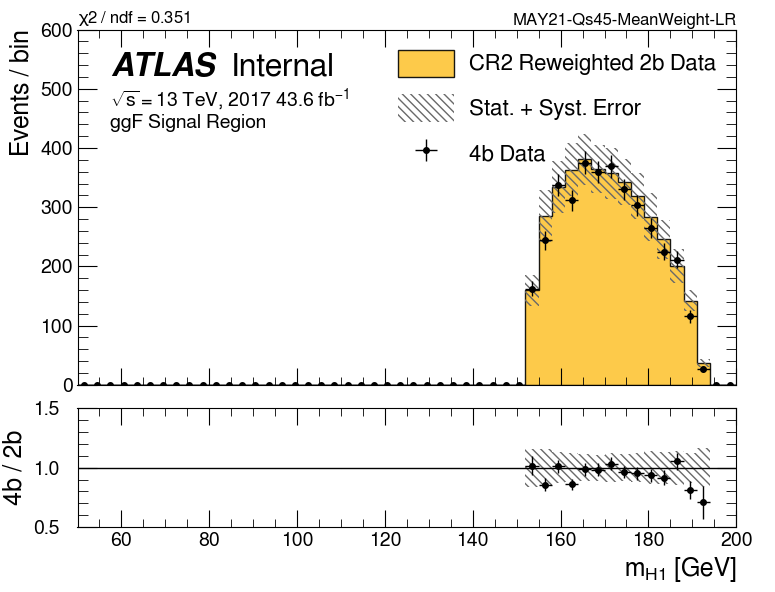 χ2 / ndf = 0.351
MAY21-Qs45-MeanWeight-LR
ATLAS Internal
√s = 13 TeV, 2017 43.6 fb⁻¹
ggF Signal Region
CR2 Reweighted 2b Data
Stat. + Syst. Error
4b Data
Events / bin
600
500
400
300
200
100
0
4b / 2b
1.5
1.0
0.5
60 80 100 120 140 160 180 200
mH1 [GeV]